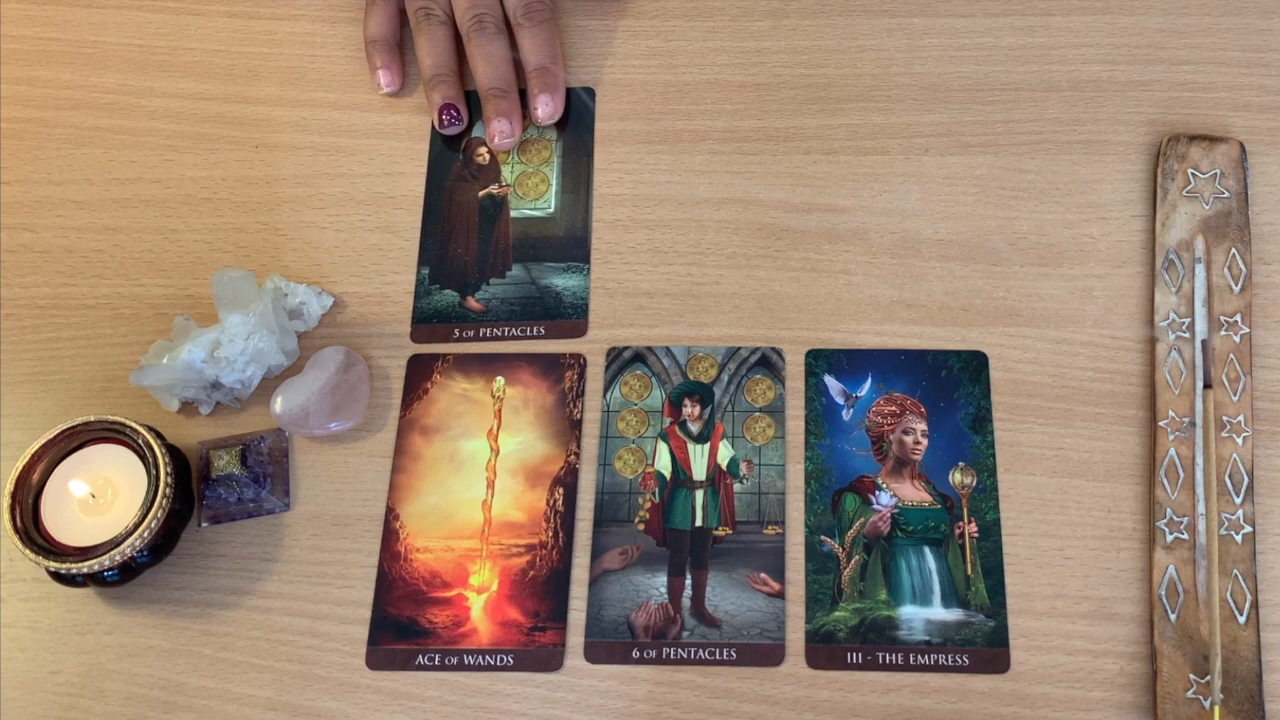 5 OF PENTACLES
ACE OF WANDS
6 OF PENTACLES
III - THE EMPRESS